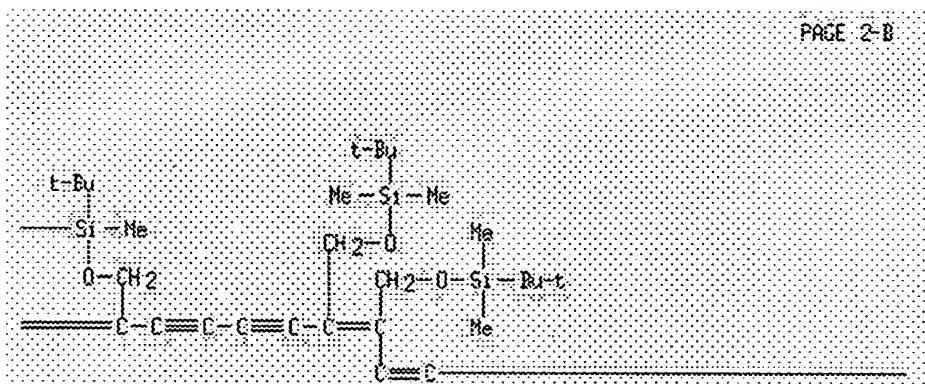 PAGE 2-B
t-Bu
t-Bu
Me-Si-Me
Si-Me
Me
CH2-O
O-CH2
CH2-O-Si-Bu-t
C-C≡C-C≡C-C=C
Me
C≡C